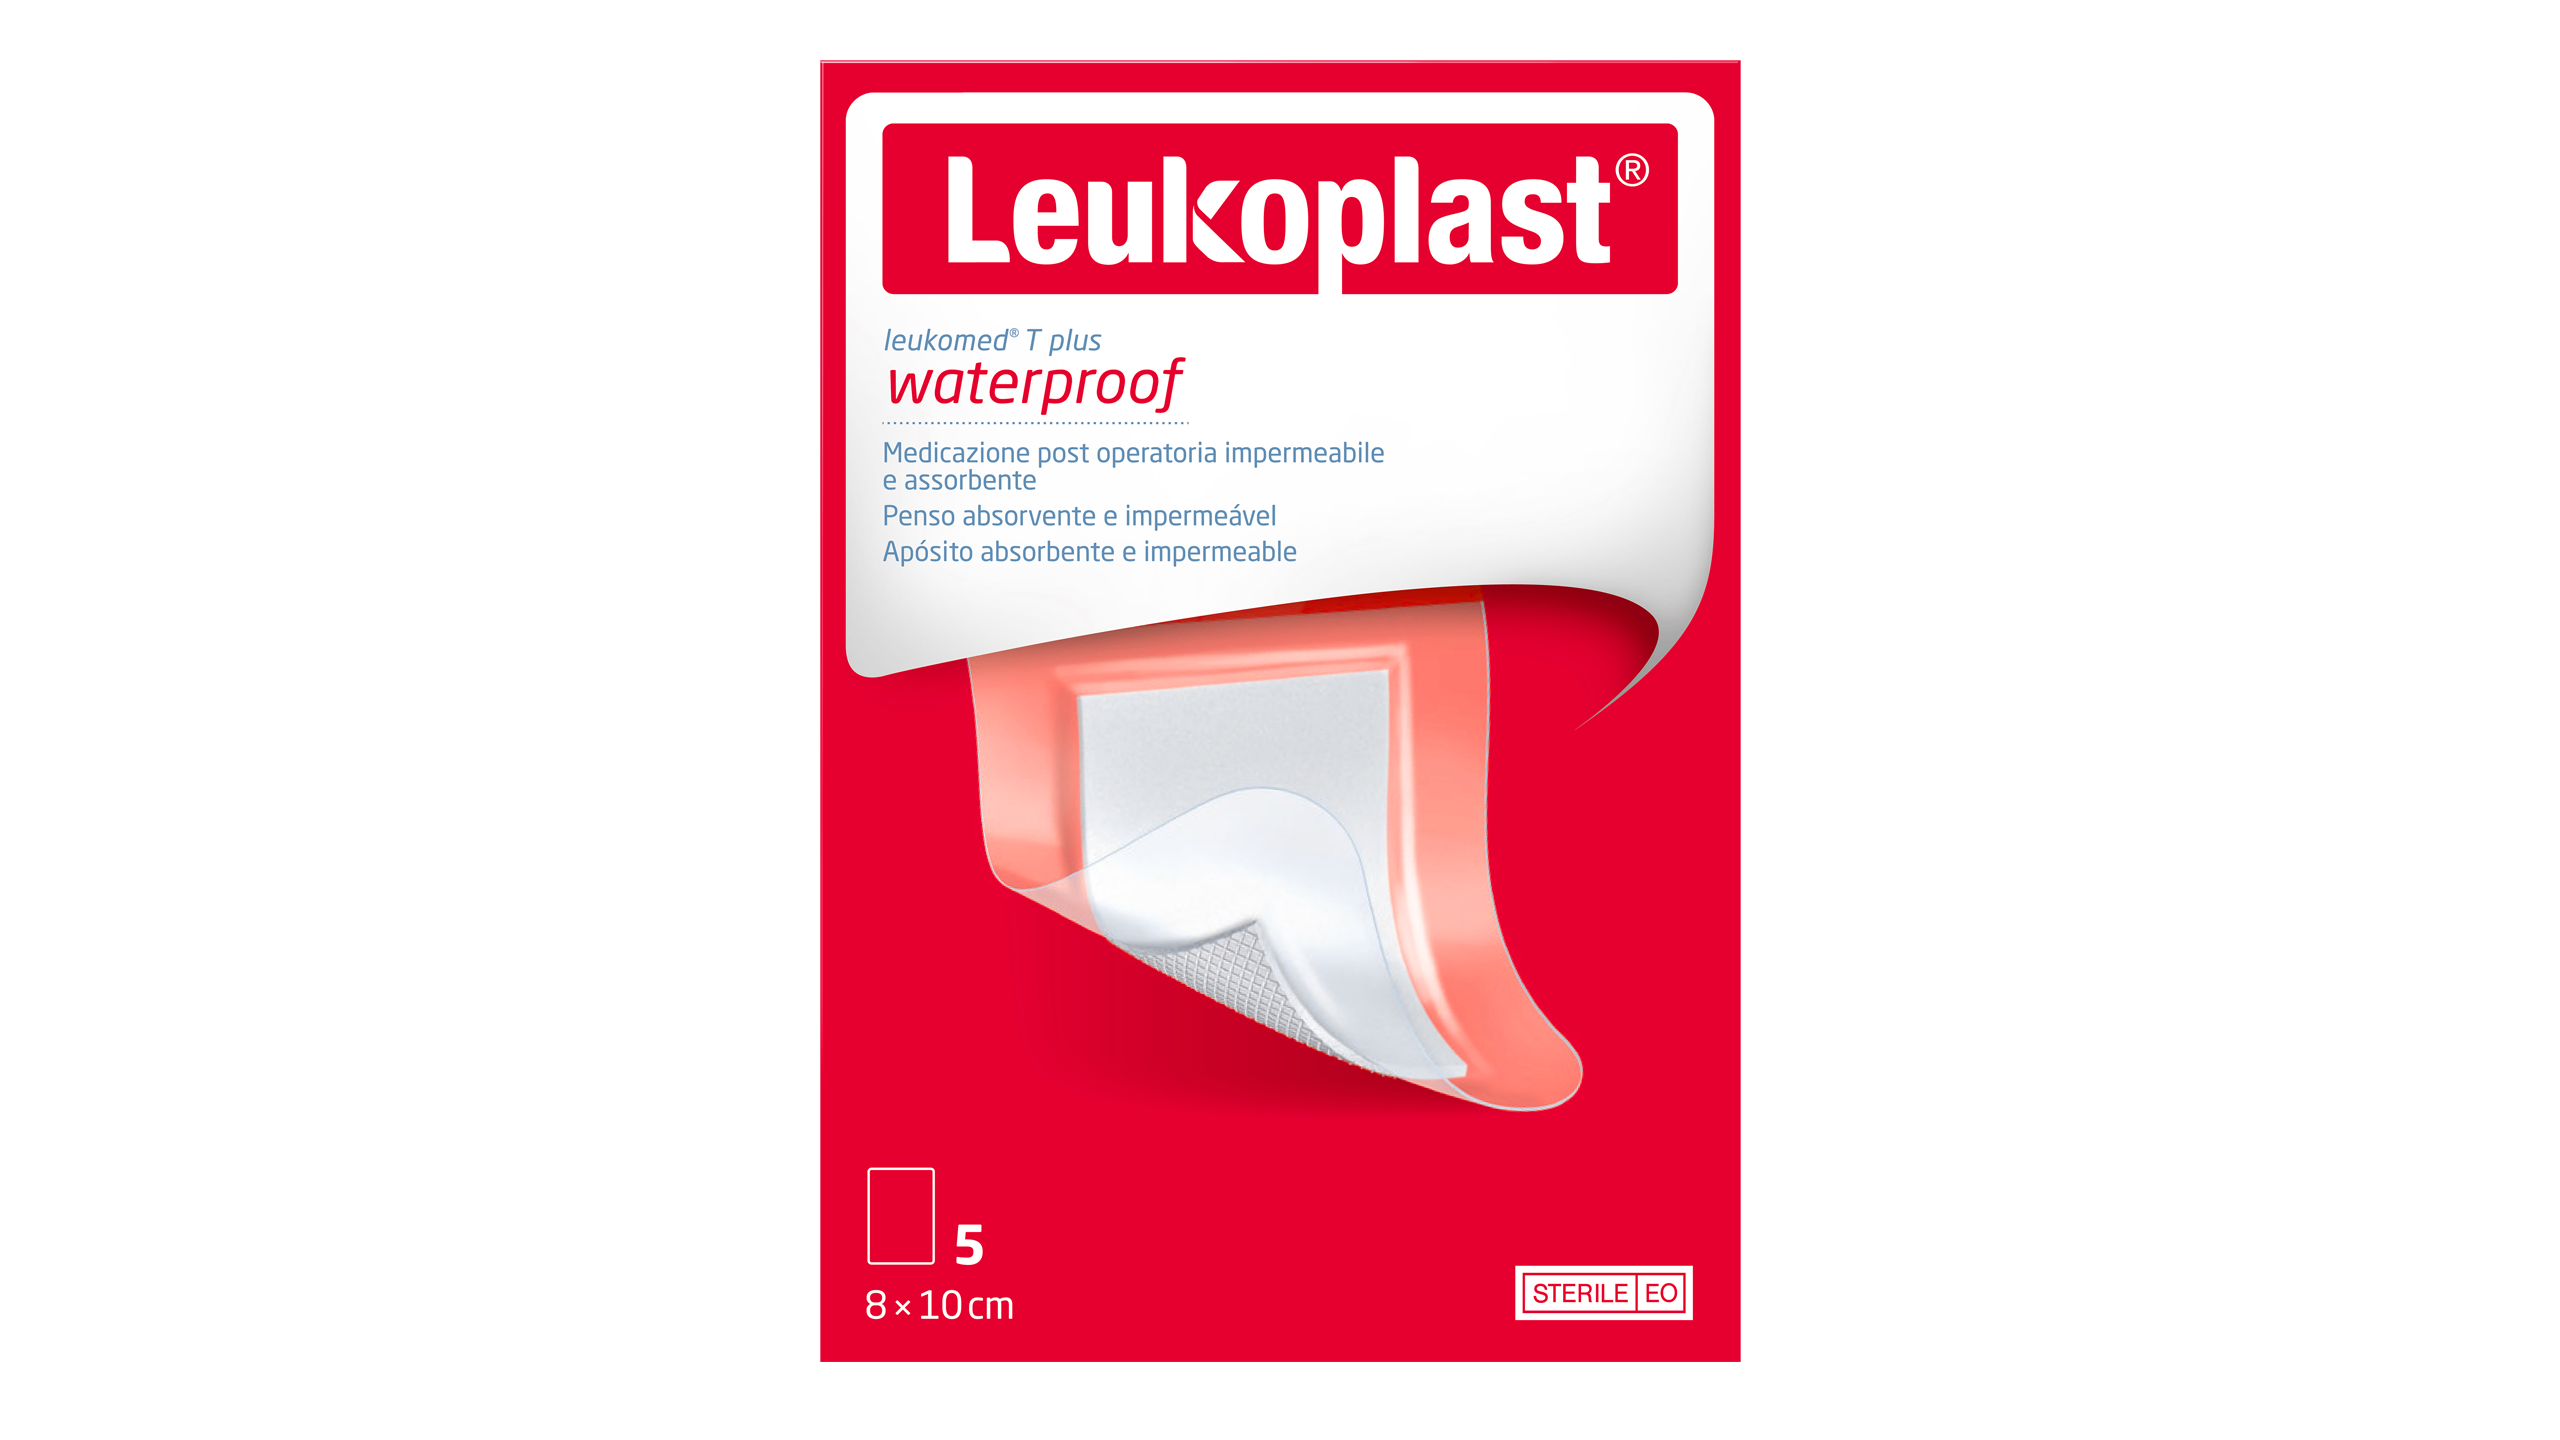 Leukoplast®
leukomed® T plus
waterproof
Medicazione post operatoria impermeabile
e assorbente
Penso absorvente e impermeável
Apósito absorbente e impermeable
5
8 × 10 cm
STERILE EO